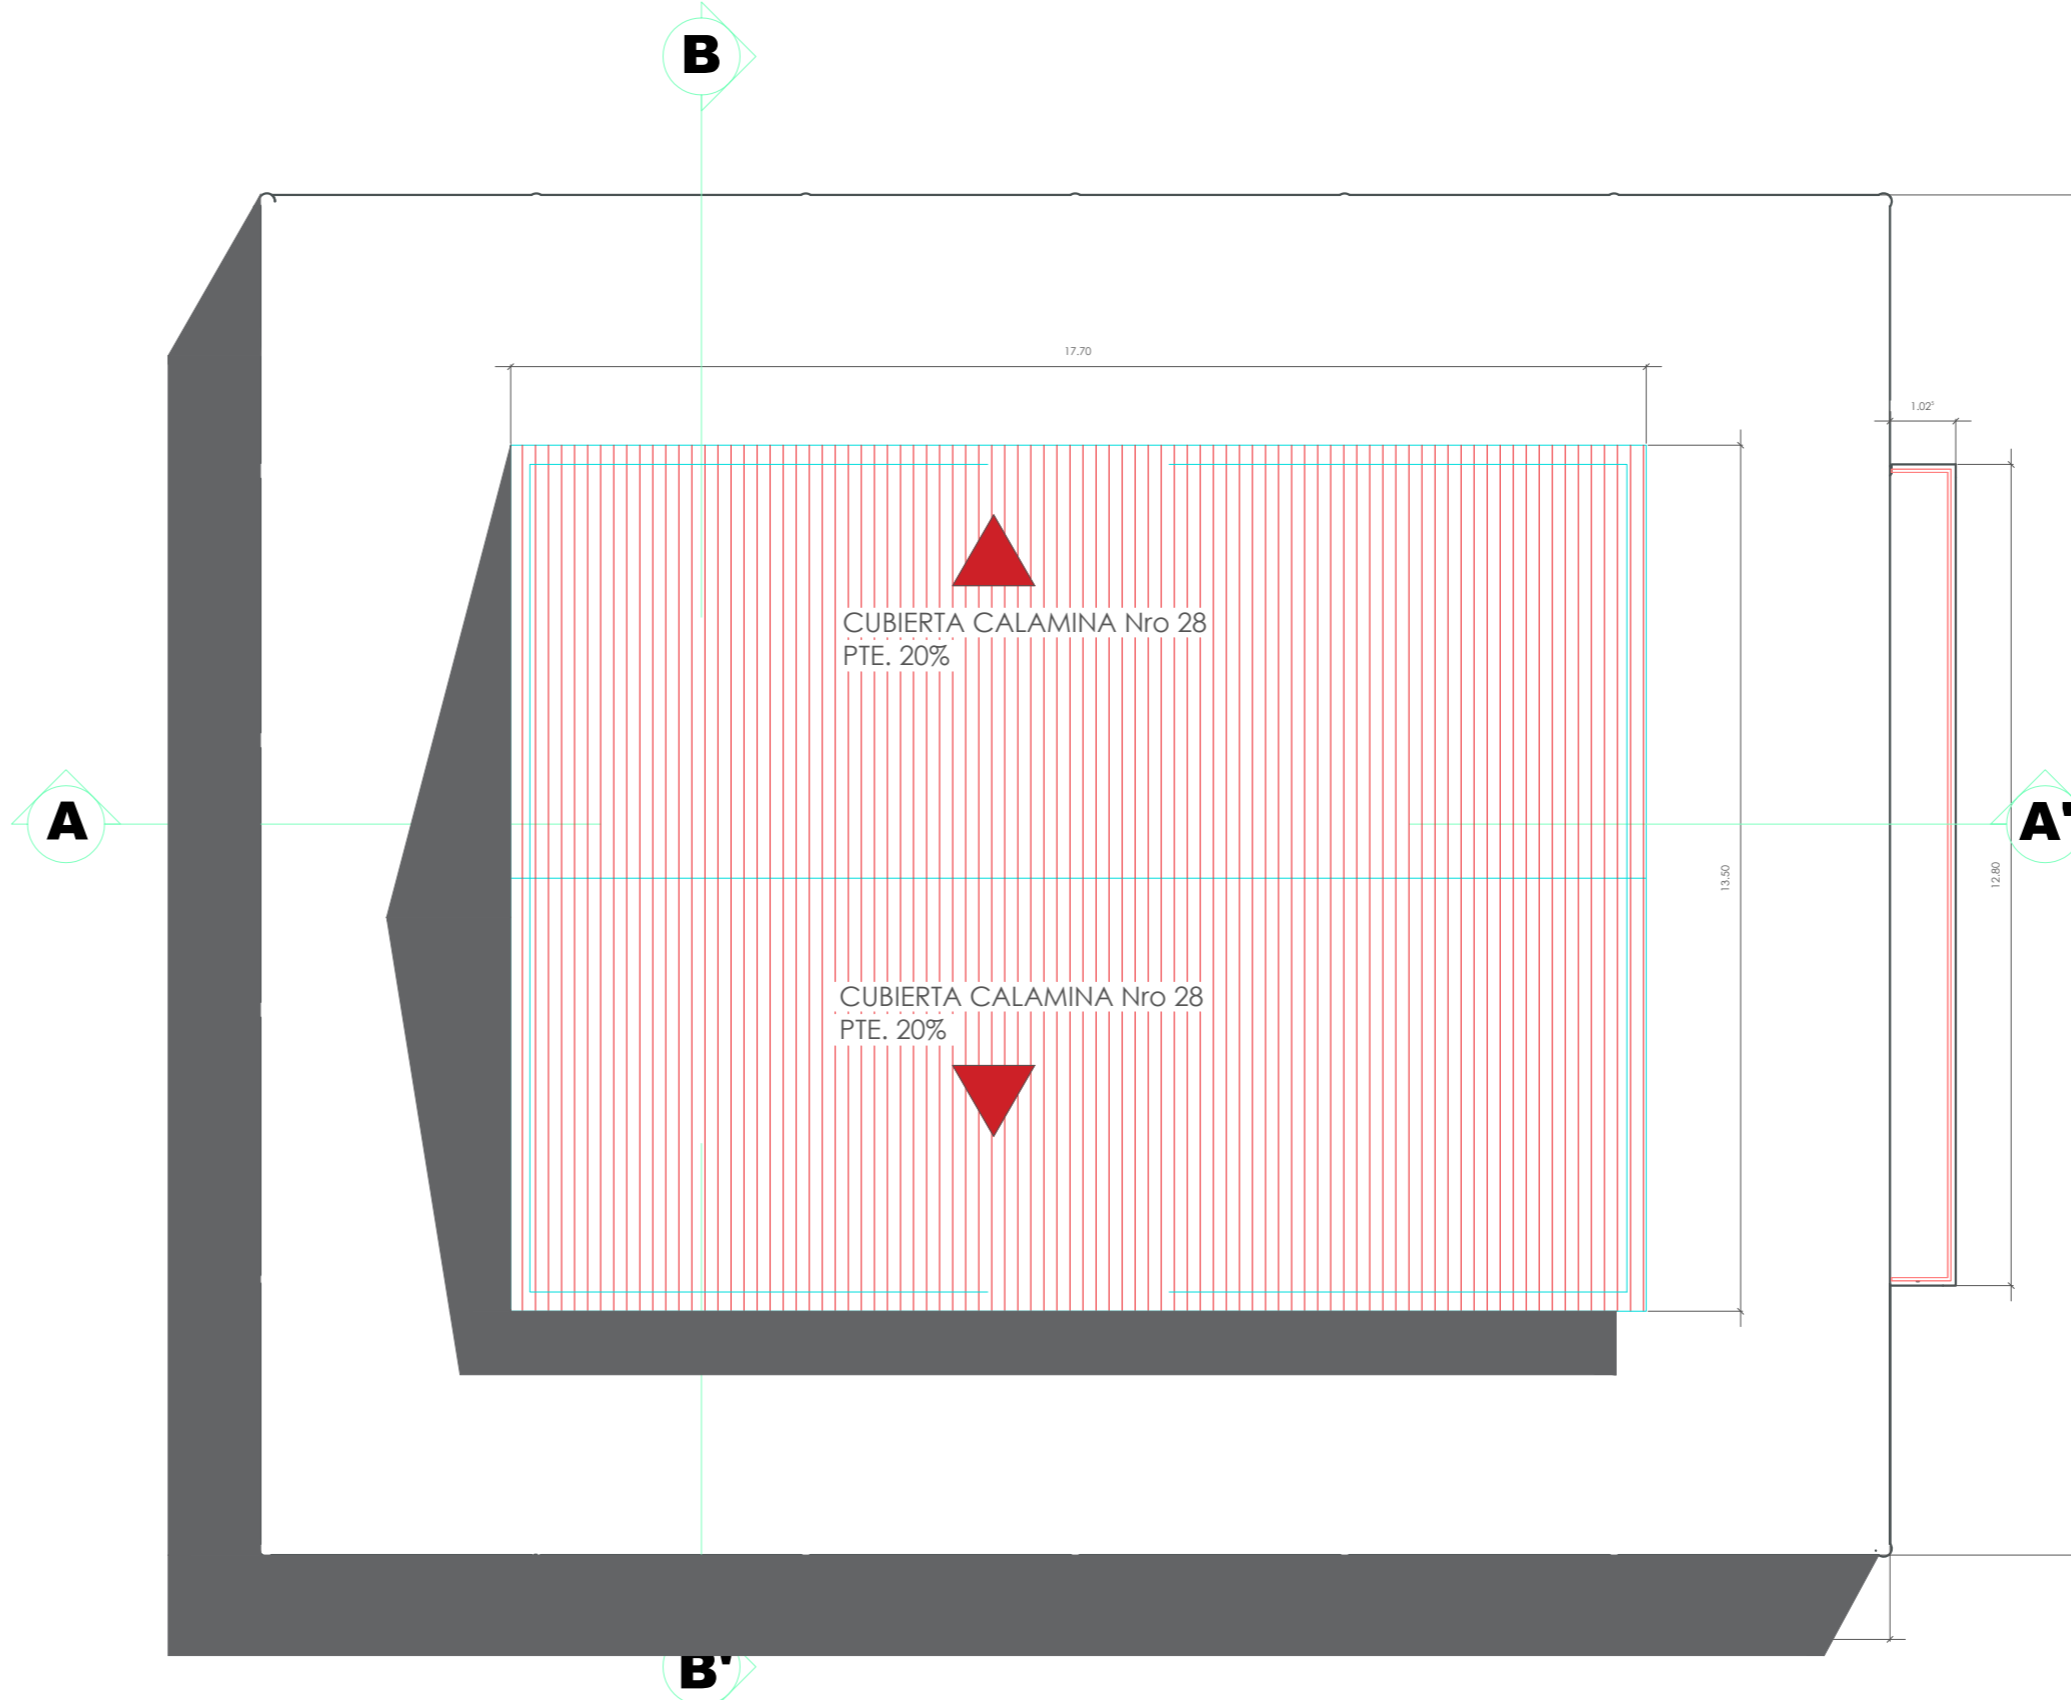 B
17.70
1.02⁵
CUBIERTA CALAMINA Nro 28
PTE. 20%
A
A'
13.50
12.80
CUBIERTA CALAMINA Nro 28
PTE. 20%
B'